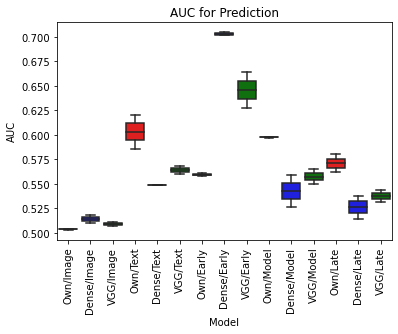 AUC for Prediction
AUC
0.700
0.675
0.650
0.625
0.600
0.575
0.550
0.525
0.500
Own/Image
Dense/Image
VGG/Image
Own/Text
Dense/Text
VGG/Text
Own/Early
Dense/Early
VGG/Early
Own/Model
Dense/Model
VGG/Model
Own/Late
Dense/Late
VGG/Late
Model